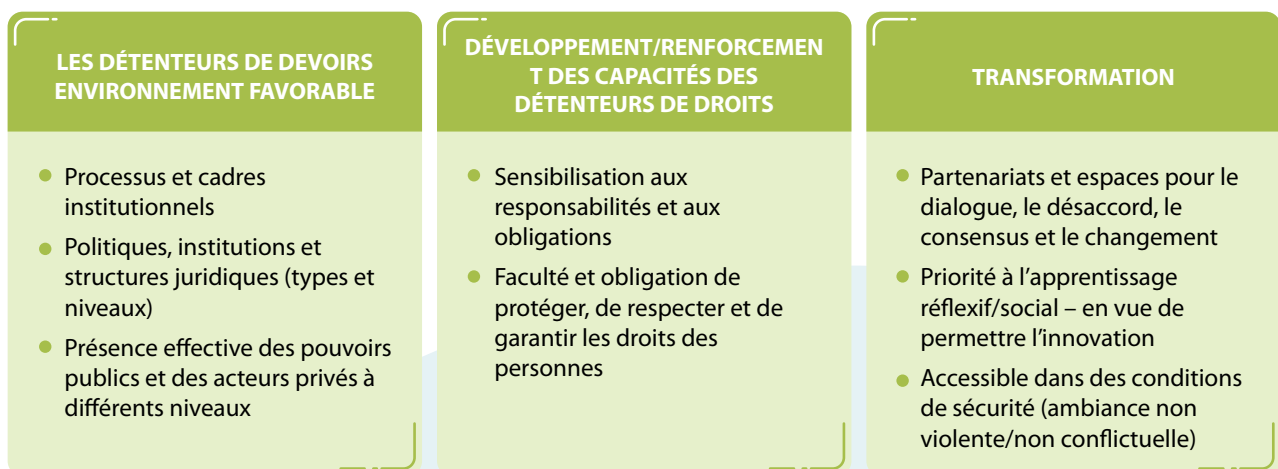 LES DÉTENTEURS DE DEVOIRS
ENVIRONNEMENT FAVORABLE
• Processus et cadres
institutionnels
• Politiques, institutions et
structures juridiques (types et
niveaux)
• Présence effective des pouvoirs
publics et des acteurs privés à
différents niveaux
DÉVELOPPEMENT/RENFORCEMEN
T DES CAPACITÉS DES
DÉTENTEURS DE DROITS
• Sensibilisation aux
responsabilités et aux
obligations
• Faculté et obligation de
protéger, de respecter et de
garantir les droits des
personnes
TRANSFORMATION
• Partenariats et espaces pour le
dialogue, le désaccord, le
consensus et le changement
• Priorité à l’apprentissage
réflexif/social – en vue de
permettre l’innovation
• Accessible dans des conditions
de sécurité (ambiance non
violente/non conflictuelle)